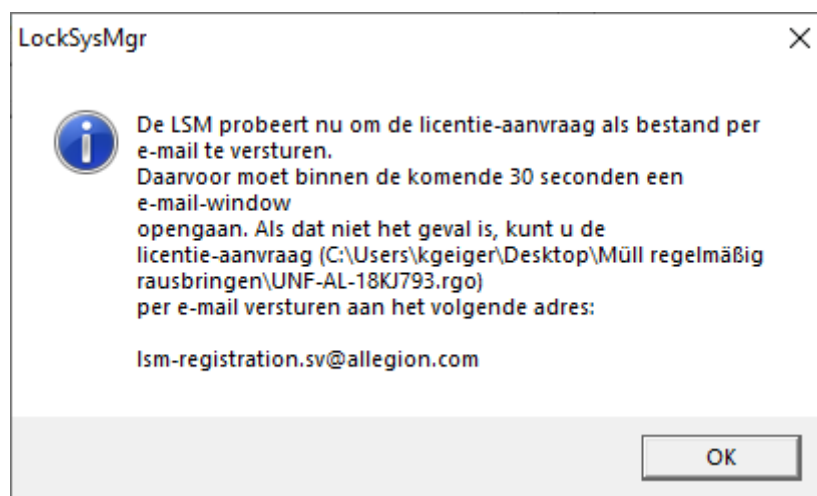 LockSysMgr
De LSM probeert nu om de licentie-aanvraag als bestand per
e-mail te versturen.
Daarvoor moet binnen de komende 30 seconden een
e-mail-window
opengaan. Als dat niet het geval is, kunt u de
licentie-aanvraag (C:\Users\kgeiger\Desktop\Müll regelmäßig
rausbringen\UNF-AL-18KJ793.rgo)
per e-mail versturen aan het volgende adres:
lsm-registration.sv@allegion.com
OK